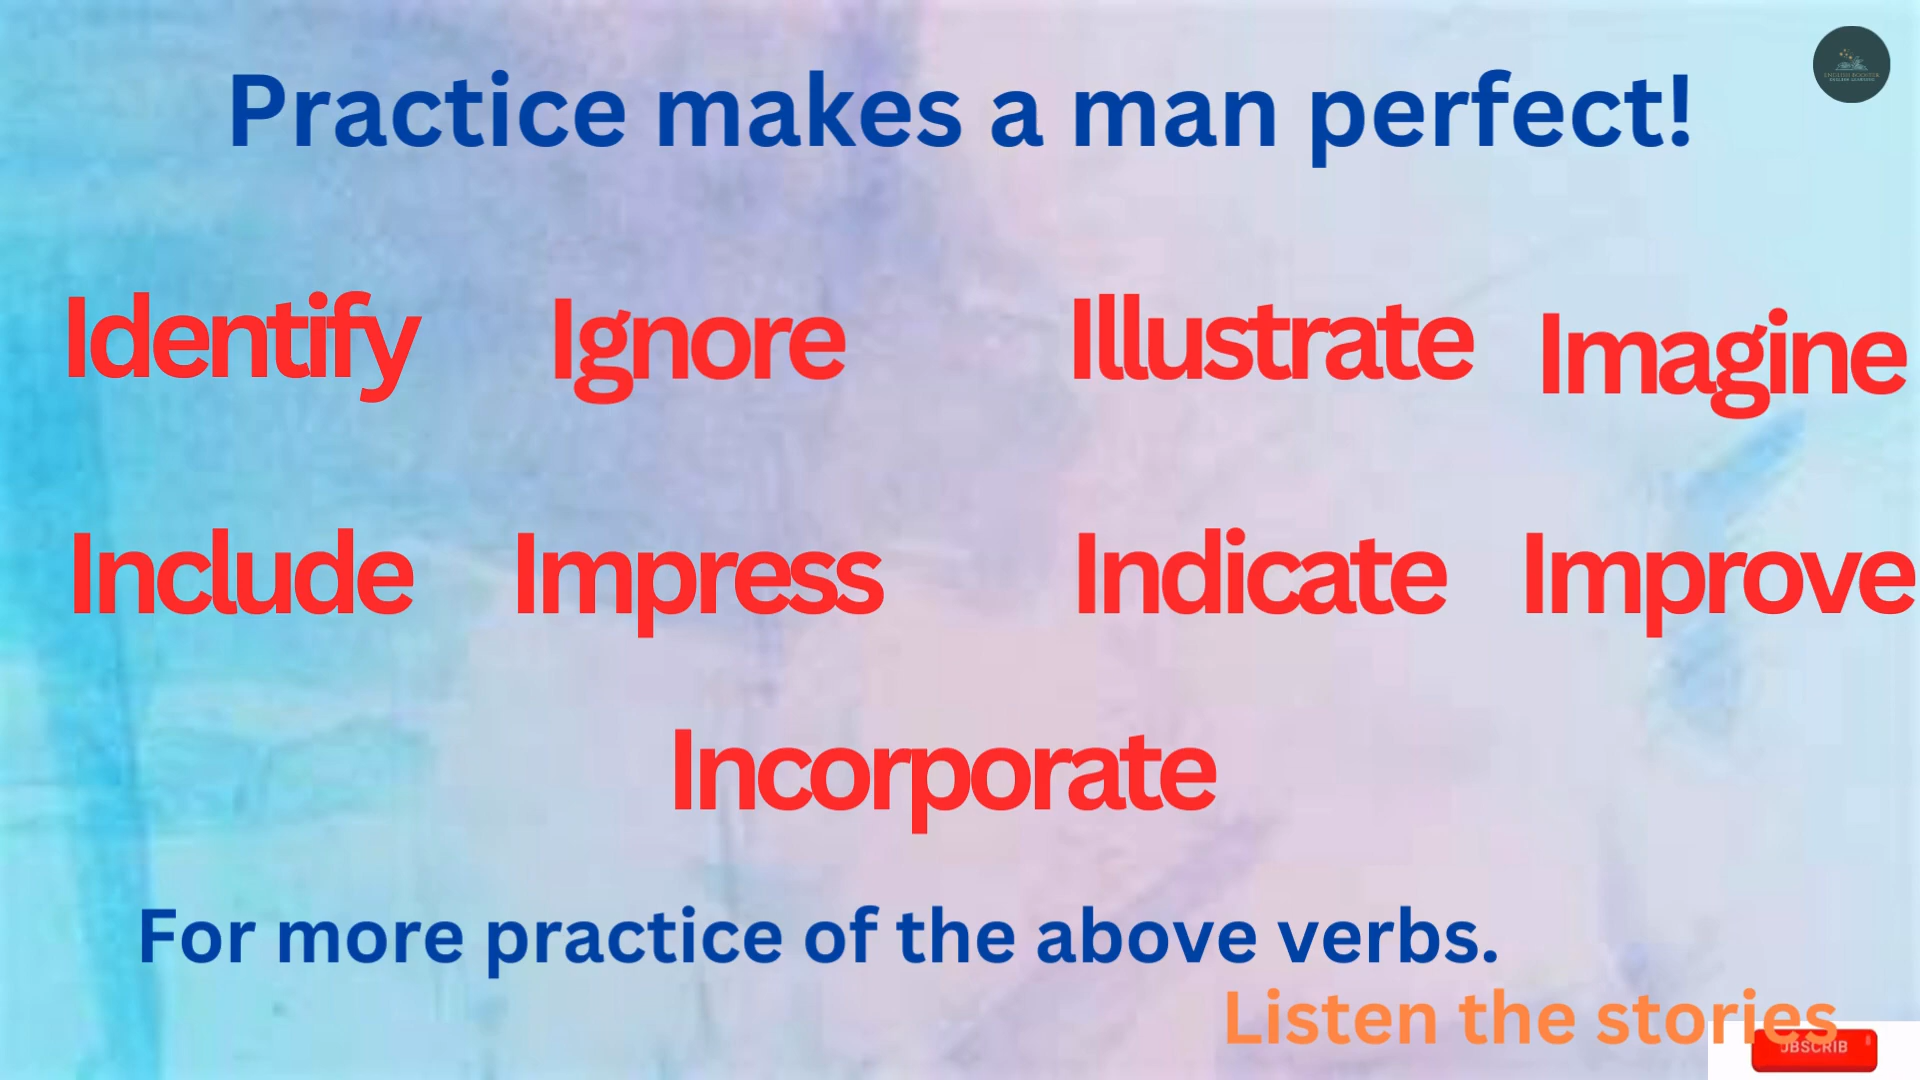 Practice makes a man perfect!
Identify Ignore Illustrate Imagine
Include Impress Indicate Improve
Incorporate
For more practice of the above verbs.
Listen the stories
UBSCRIB